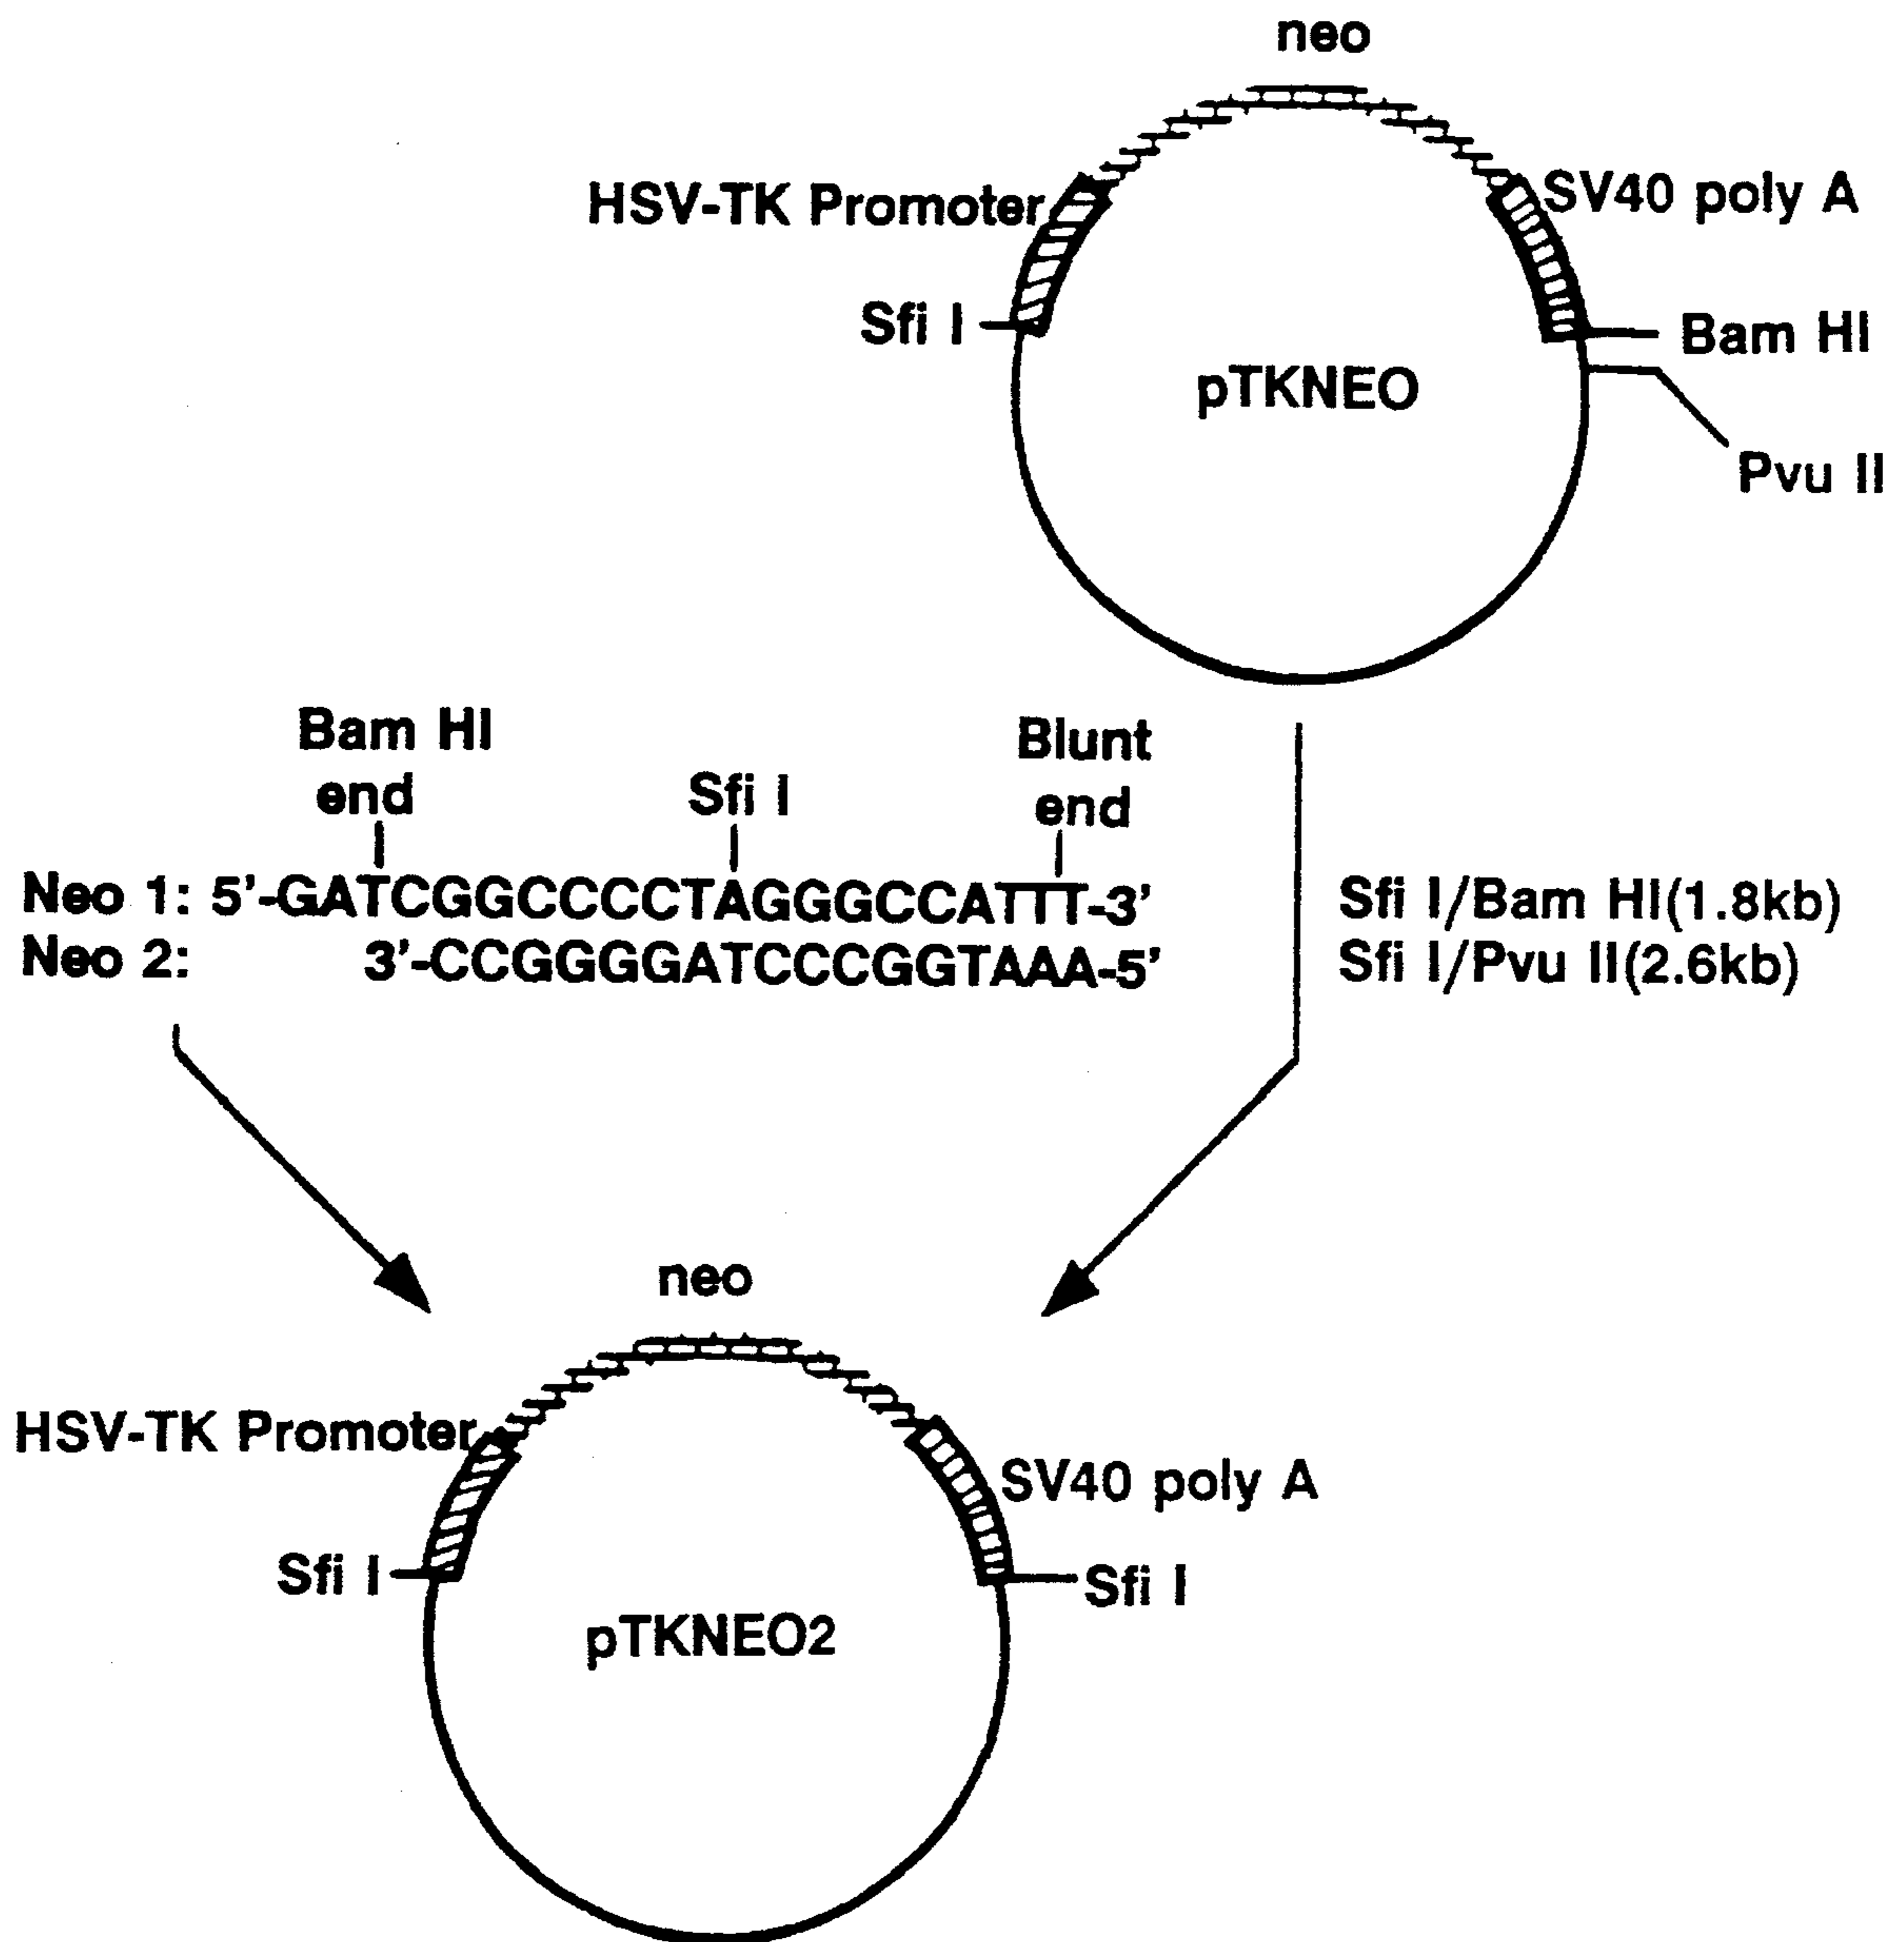 neo
HSV-TK Promoter
SV40 poly A
Sfi I
Bam HI
pTKNEO
Pvu II
Bam HI
end
Sfi I
Blunt
end
Neo 1: 5'-GATCGGCCCCTAGGGCCATTT-3'
Neo 2: 3'-CCGGGGATCCCGGTAAA-5'
Sfi I/Bam HI(1.8kb)
Sfi I/Pvu II(2.6kb)
neo
HSV-TK Promoter
SV40 poly A
Sfi I
Sfi I
pTKNEO2